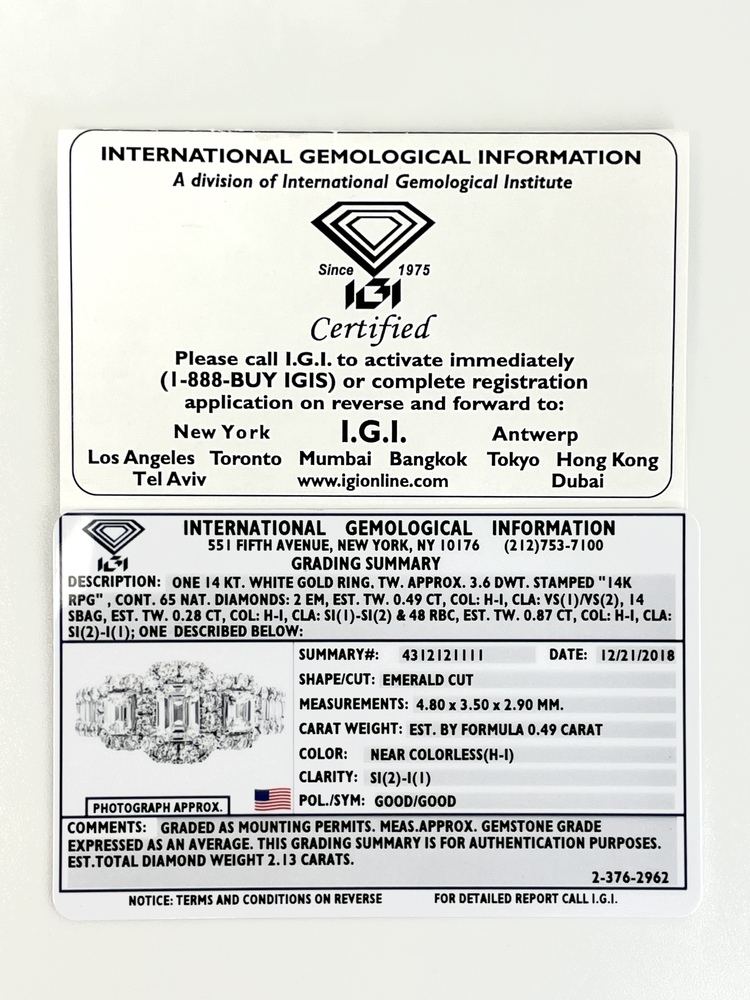 INTERNATIONAL GEMOLOGICAL INFORMATION
A division of International Gemological Institute
Since 1975
IGI
Certified
Please call I.G.I. to activate immediately
(1-888-BUY IGIS) or complete registration
application on reverse and forward to:
New York I.G.I. Antwerp
Los Angeles Toronto Mumbai Bangkok Tokyo Hong Kong
Tel Aviv www.igionline.com Dubai
IGI
INTERNATIONAL GEMOLOGICAL INFORMATION
551 FIFTH AVENUE, NEW YORK, NY 10176 (212)753-7100
GRADING SUMMARY
DESCRIPTION: ONE 14 KT. WHITE GOLD RING. TW. APPROX. 3.6 DWT. STAMPED "14K
RPG" , CONT. 65 NAT. DIAMONDS: 2 EM, EST. TW. 0.49 CT, COL: H-I, CLA: VS(1)/VS(2), 14
SBAG, EST. TW. 0.28 CT, COL: H-I, CLA: SI(1)-SI(2) & 48 RBC, EST. TW. 0.87 CT, COL: H-I, CLA:
SI(2)-I(1); ONE DESCRIBED BELOW:
SUMMARY#: 4312121111 DATE: 12/21/2018
SHAPE/CUT: EMERALD CUT
MEASUREMENTS: 4.80 x 3.50 x 2.90 MM.
CARAT WEIGHT: EST. BY FORMULA 0.49 CARAT
COLOR: NEAR COLORLESS(H-I)
CLARITY: SI(2)-I(1)
POL./SYM: GOOD/GOOD
PHOTOGRAPH APPROX.
COMMENTS: GRADED AS MOUNTING PERMITS. MEAS.APPROX. GEMSTONE GRADE
EXPRESSED AS AN AVERAGE. THIS GRADING SUMMARY IS FOR AUTHENTICATION PURPOSES.
EST.TOTAL DIAMOND WEIGHT 2.13 CARATS.
2-376-2962
NOTICE: TERMS AND CONDITIONS ON REVERSE FOR DETAILED REPORT CALL I.G.I.